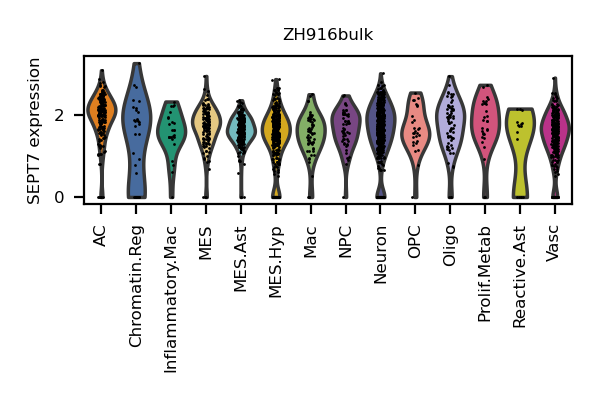 ZH916bulk
SEPT7 expression
2
0
AC
Chromatin.Reg
Inflammatory.Mac
MES
MES.Ast
MES.Hyp
Mac
NPC
Neuron
OPC
Oligo
Prolif.Metab
Reactive.Ast
Vasc